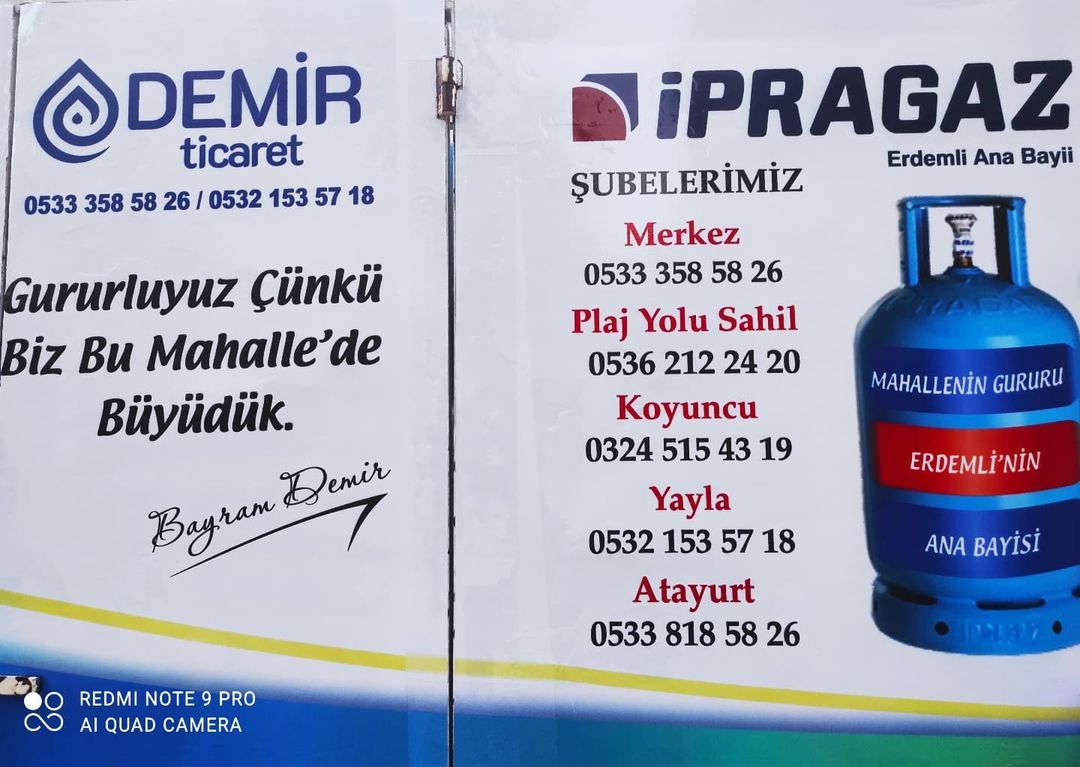 DEMİR
ticaret
0533 358 58 26 / 0532 153 57 18
Gururluyuz Çünkü
Biz Bu Mahalle'de
Büyüdük.
Bayram Demir
İPRAGAZ
Erdemli Ana Bayii
ŞUBELERİMİZ
Merkez
0533 358 58 26
Plaj Yolu Sahil
0536 212 24 20
Koyuncu
0324 515 43 19
Yayla
0532 153 57 18
Atayurt
0533 818 58 26
MAHALLENİN GURURU
ERDEMLİ'NİN
ANA BAYİSİ
REDMI NOTE 9 PRO
AI QUAD CAMERA